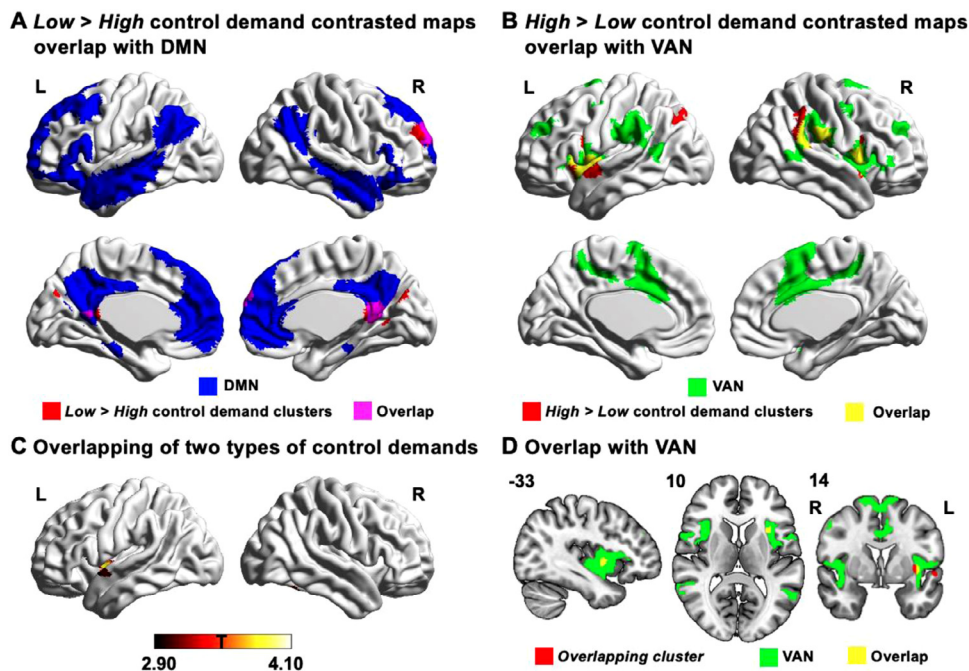 A Low > High control demand contrasted maps
overlap with DMN
L
R
DMN
Low > High control demand clusters
Overlap
B High > Low control demand contrasted maps
overlap with VAN
L
R
VAN
High > Low control demand clusters
Overlap
C Overlapping of two types of control demands
L
R
T
2.90
4.10
D Overlap with VAN
-33
10
14
R
L
Overlapping cluster
VAN
Overlap